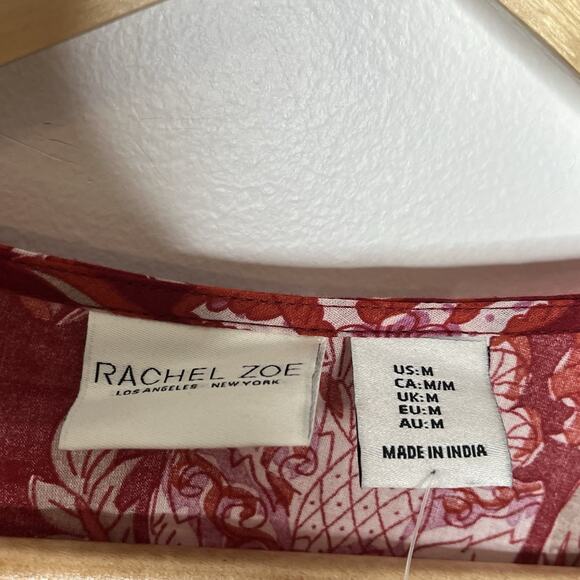 RACHEL ZOE
LOS ANGELES NEW YORK
US:M
CA:M/M
UK:M
EU:M
AU:M
MADE IN INDIA